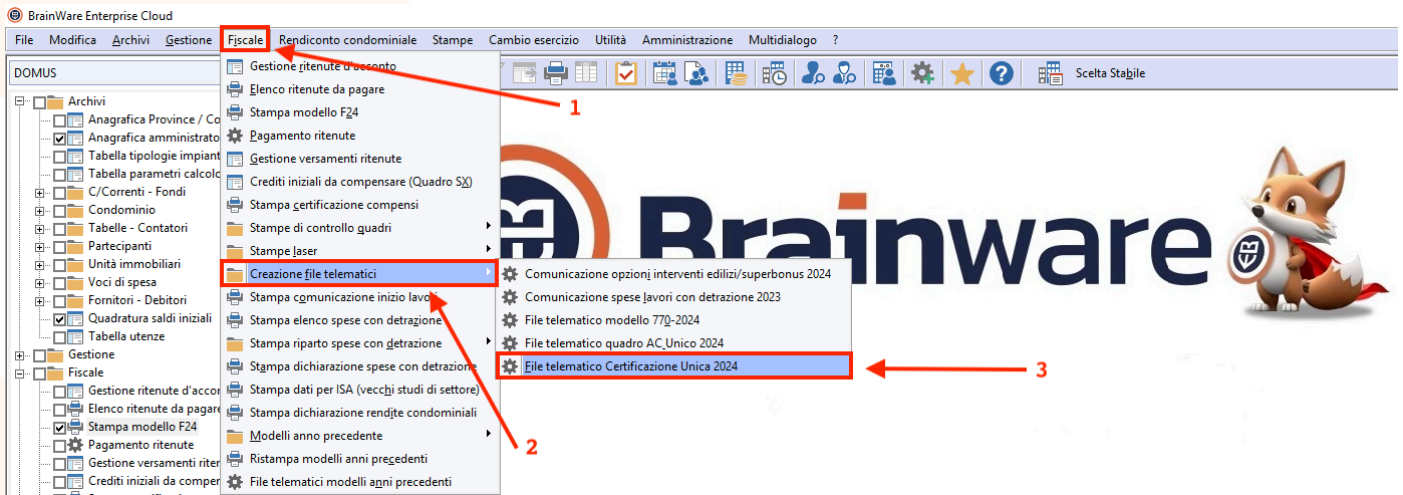 BrainWare Enterprise Cloud
File Modifica Archivi Gestione Fiscale Rendiconto condominiale Stampe Cambio esercizio Utilità Amministrazione Multidialogo ?
DOMUS
Scelta Stabile
Archivi
Anagrafica Province / Co
Anagrafica amministrato
Tabella tipologie impiant
Tabella parametri calcolo
C/Correnti - Fondi
Condominio
Tabelle - Contatori
Partecipanti
Unità immobiliari
Voci di spesa
Fornitori - Debitori
Quadratura saldi iniziali
Tabella utenze
Gestione
Fiscale
Gestione ritenute d'accor
Elenco ritenute da pagare
Stampa modello F24
Pagamento ritenute
Gestione versamenti riter
Crediti iniziali da comper
Gestione ritenute d'acconto
Elenco ritenute da pagare
Stampa modello F24
Pagamento ritenute
Gestione versamenti ritenute
Crediti iniziali da compensare (Quadro SX)
Stampa certificazione compensi
Stampe di controllo quadri
Stampe laser
Creazione file telematici
Stampa comunicazione inizio lavori
Stampa elenco spese con detrazione
Stampa riparto spese con detrazione
Stampa dichiarazione spese con detrazione
Stampa dati per ISA (vecchi studi di settore)
Stampa dichiarazione rendite condominiali
Modelli anno precedente
Ristampa modelli anni precedenti
File telematici modelli anni precedenti
Comunicazione opzioni interventi edilizi/superbonus 2024
Comunicazione spese lavori con detrazione 2023
File telematico modello 770-2024
File telematico quadro AC_Unico 2024
File telematico Certificazione Unica 2024
1
2
3
Brainware